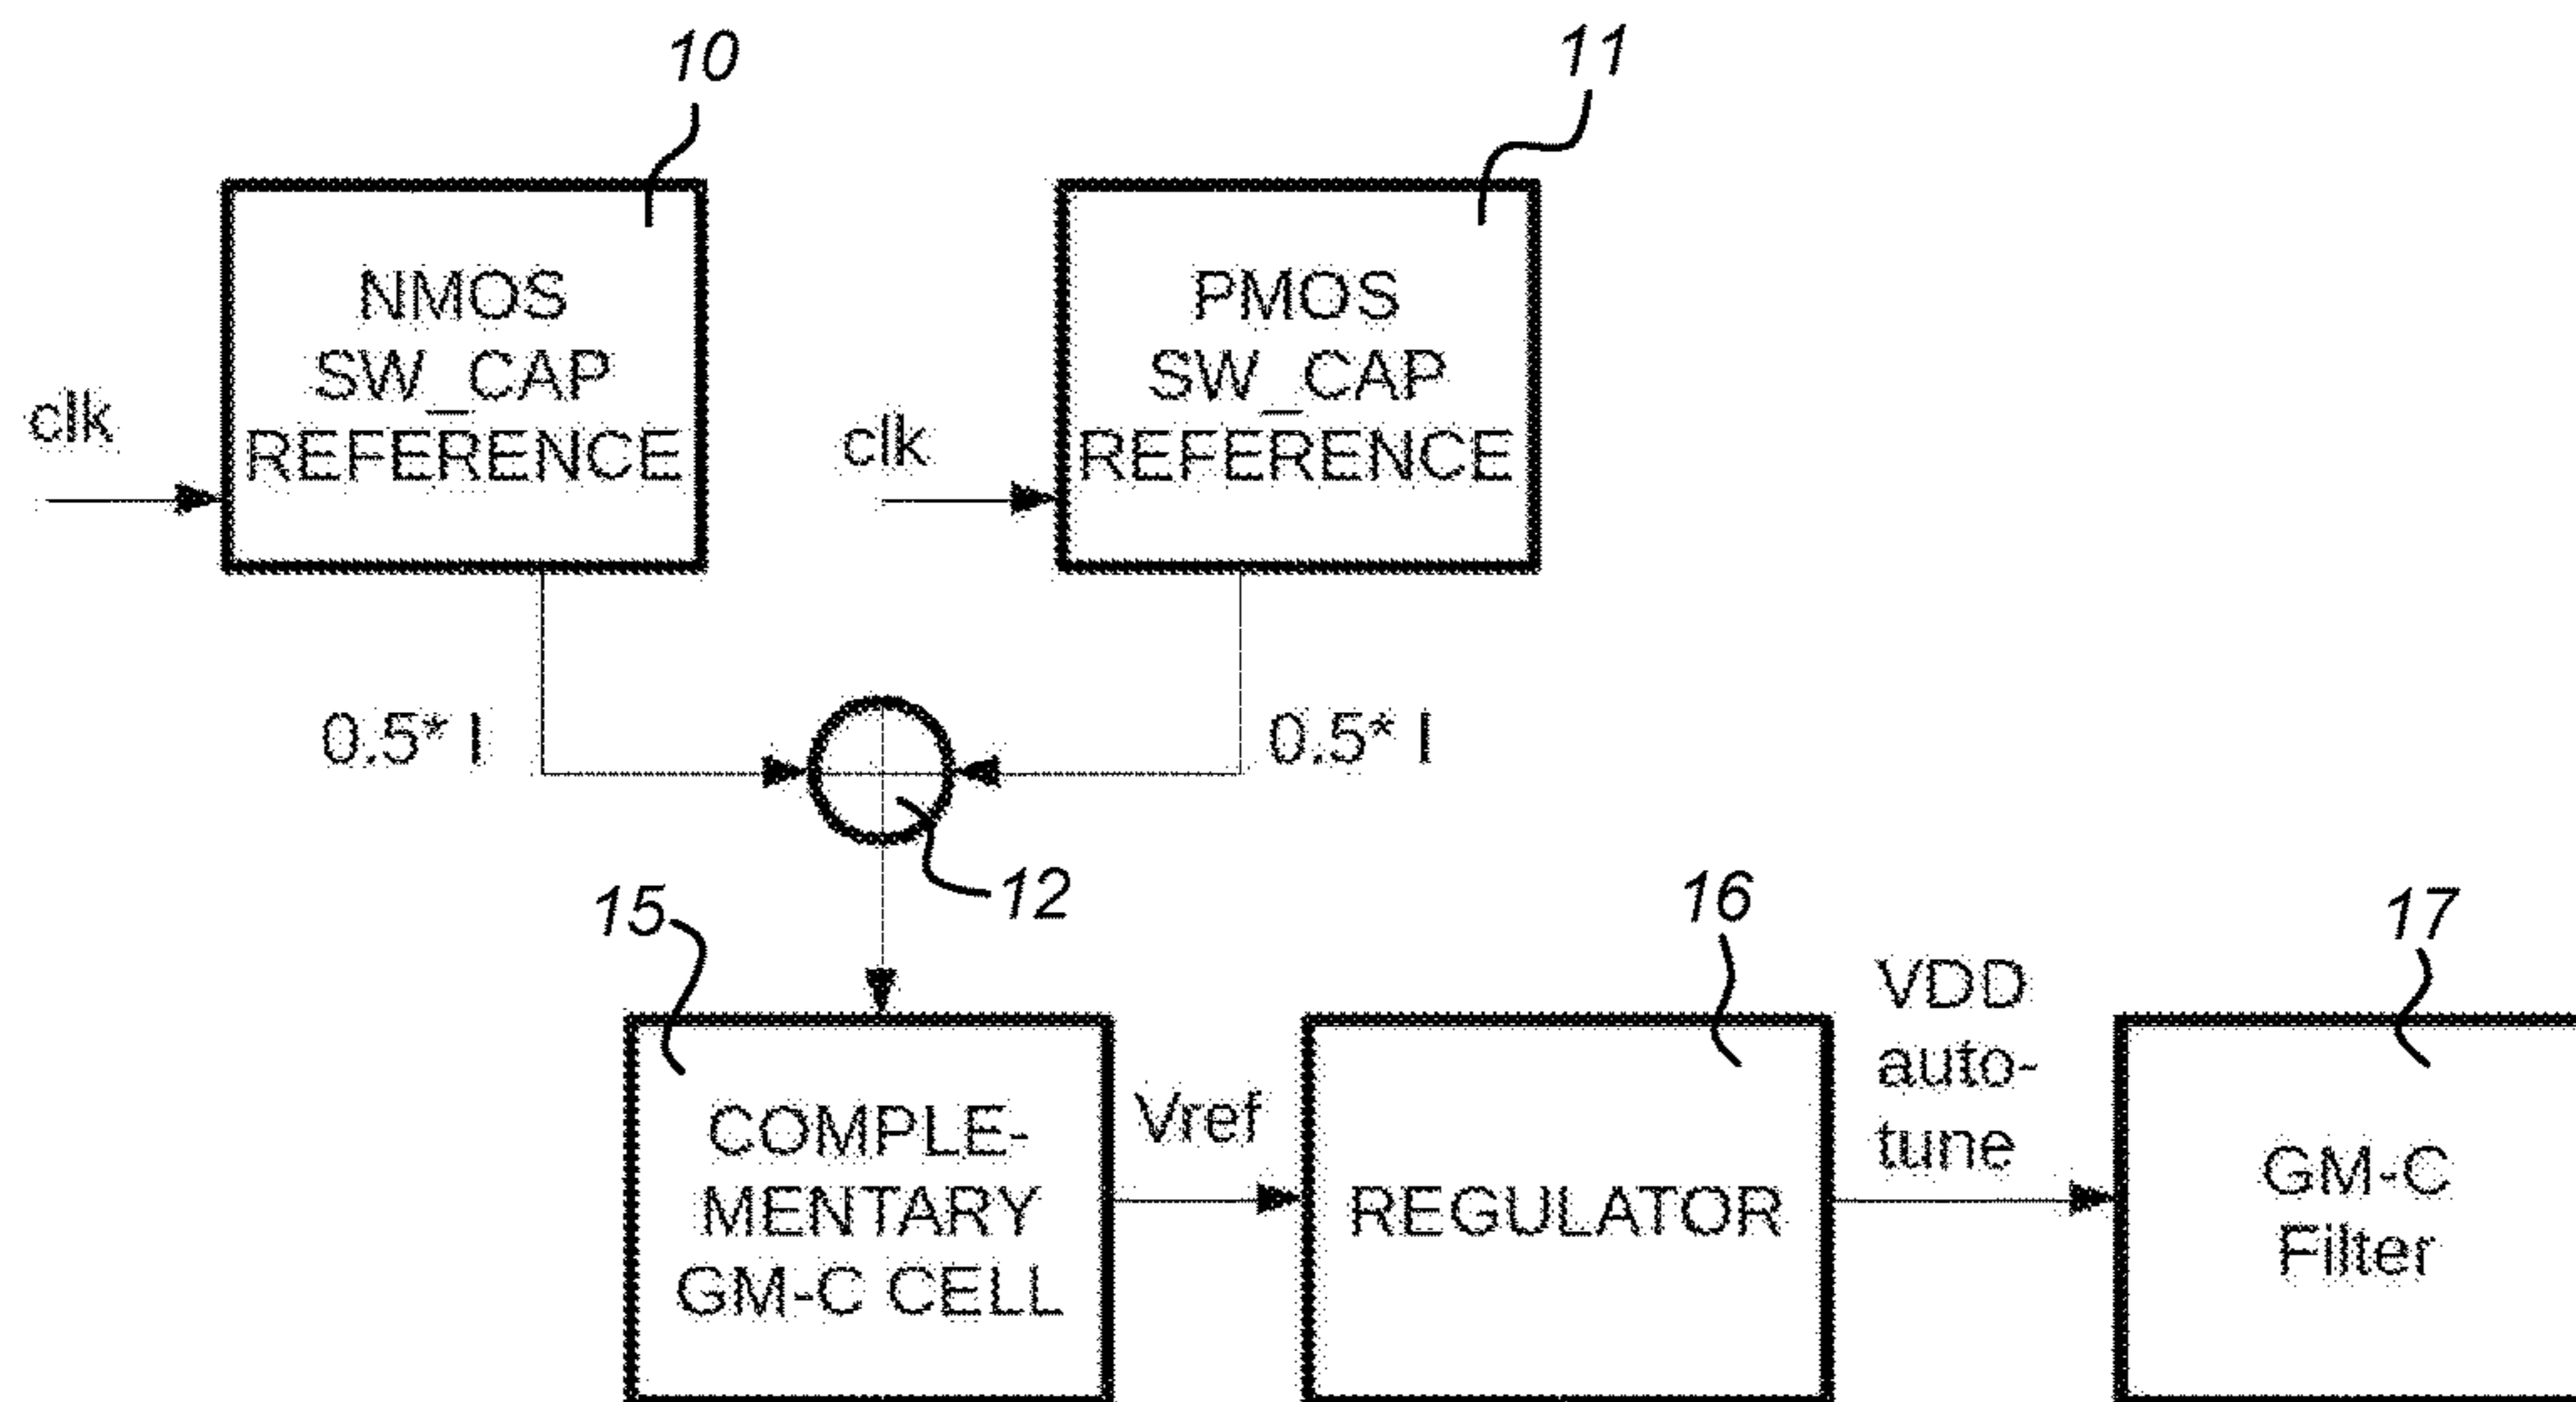 10
11
NMOS
SW_CAP
REFERENCE
clk
PMOS
SW_CAP
REFERENCE
clk
0.5* I
0.5* I
12
15
COMPLE-
MENTARY
GM-C CELL
Vref
16
REGULATOR
VDD
auto-
tune
17
GM-C
Filter